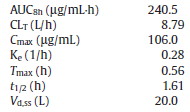 AUC8h (μg/mL·h) 240.5
CLT (L/h) 8.79
Cmax (μg/mL) 106.0
Ke (1/h) 0.28
Tmax (h) 0.56
t1/2 (h) 1.61
Vd,ss (L) 20.0